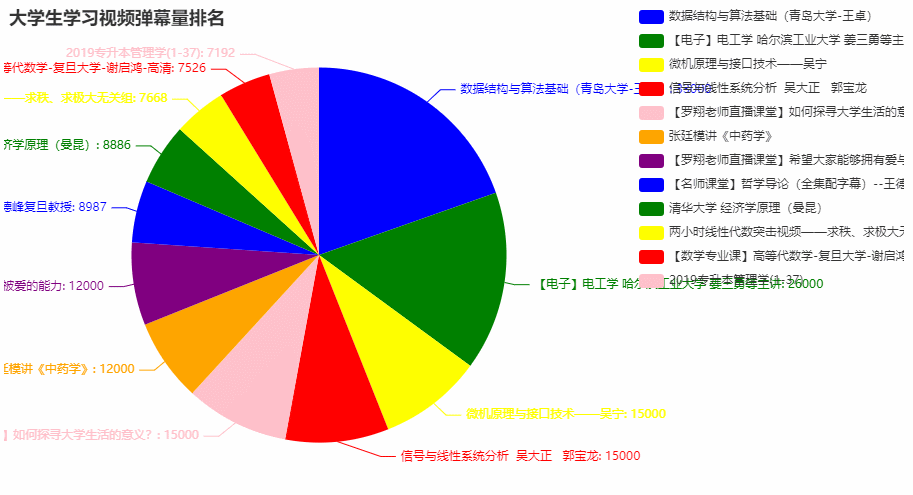 大学生学习视频弹幕量排名
2019专升本管理学(1-37): 7192
等代数学-复旦大学-谢启鸿-高清: 7526
——求秩、求极大无关组: 7668
济学原理（曼昆）: 8886
德峰复旦教授: 8987
被爱的能力: 12000
廷模讲《中药学》: 12000
】如何探寻大学生活的意义？: 15000
数据结构与算法基础（青岛大学-王
【电子】电工学 哈尔滨工业大学 姜三勇等主讲: 26000
微机原理与接口技术——吴宁: 15000
信号与线性系统分析 吴大正 郭宝龙: 15000
数据结构与算法基础（青岛大学-王卓）
【电子】电工学 哈尔滨工业大学 姜三勇等主
微机原理与接口技术——吴宁
信号与线性系统分析 吴大正 郭宝龙
【罗翔老师直播课堂】如何探寻大学生活的意
张廷模讲《中药学》
【罗翔老师直播课堂】希望大家能够拥有爱与
【名师课堂】哲学导论（全集配字幕）--王德
清华大学 经济学原理（曼昆）
两小时线性代数突击视频——求秩、求极大无
【数学专业课】高等代数学-复旦大学-谢启鸿
2019专升本管理学(1-37)